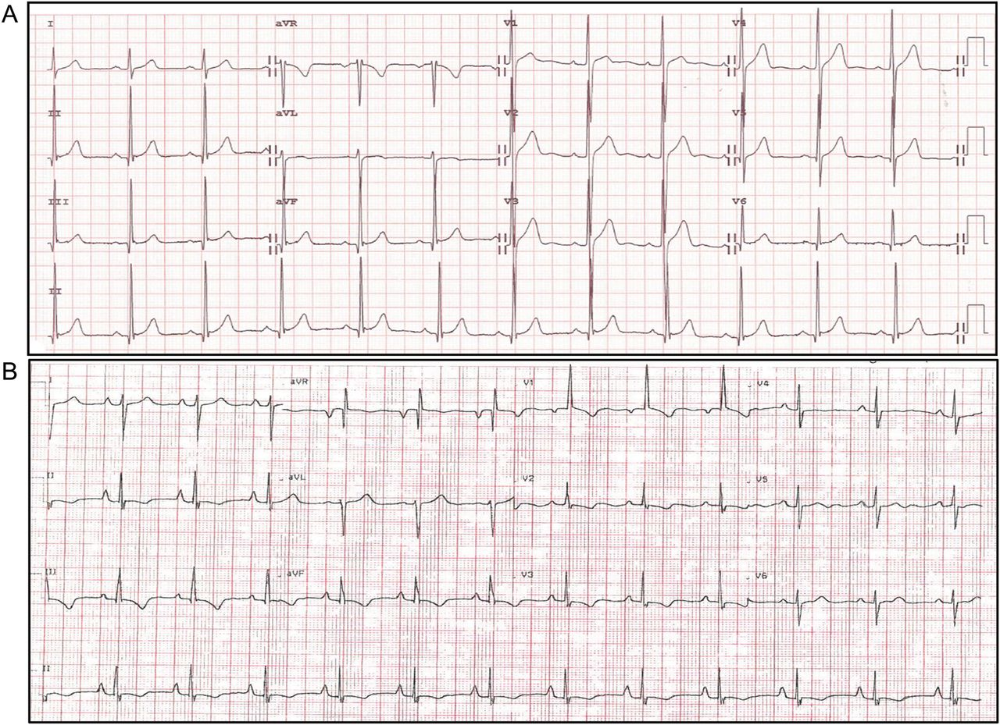 A
I aVR V1 V4
II aVL V2 V5
III aVF V3 V6
II
B
I aVR V1 V4
II aVL V2 V5
III aVF V3 V6
II